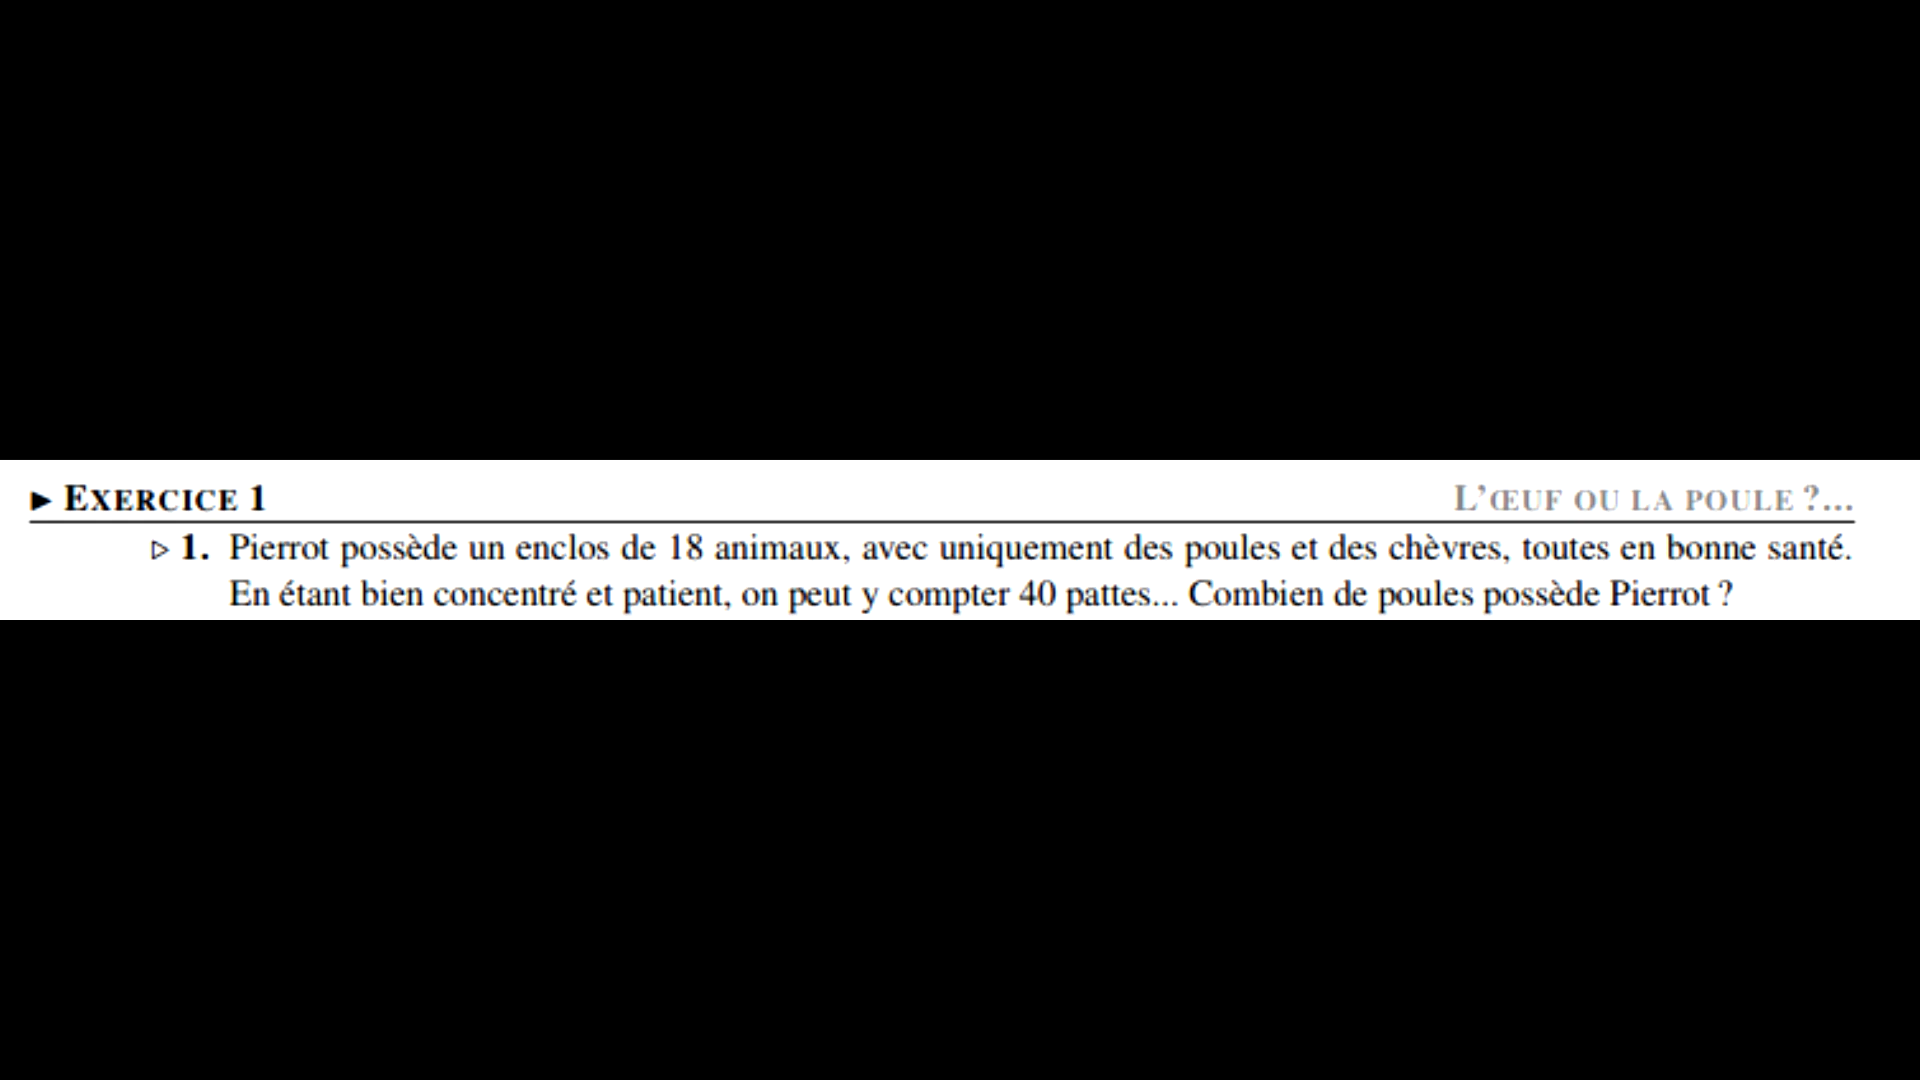 ▶ EXERCICE 1 L'ŒUF OU LA POULE ?...
▷ 1. Pierrot possède un enclos de 18 animaux, avec uniquement des poules et des chèvres, toutes en bonne santé.
En étant bien concentré et patient, on peut y compter 40 pattes... Combien de poules possède Pierrot ?